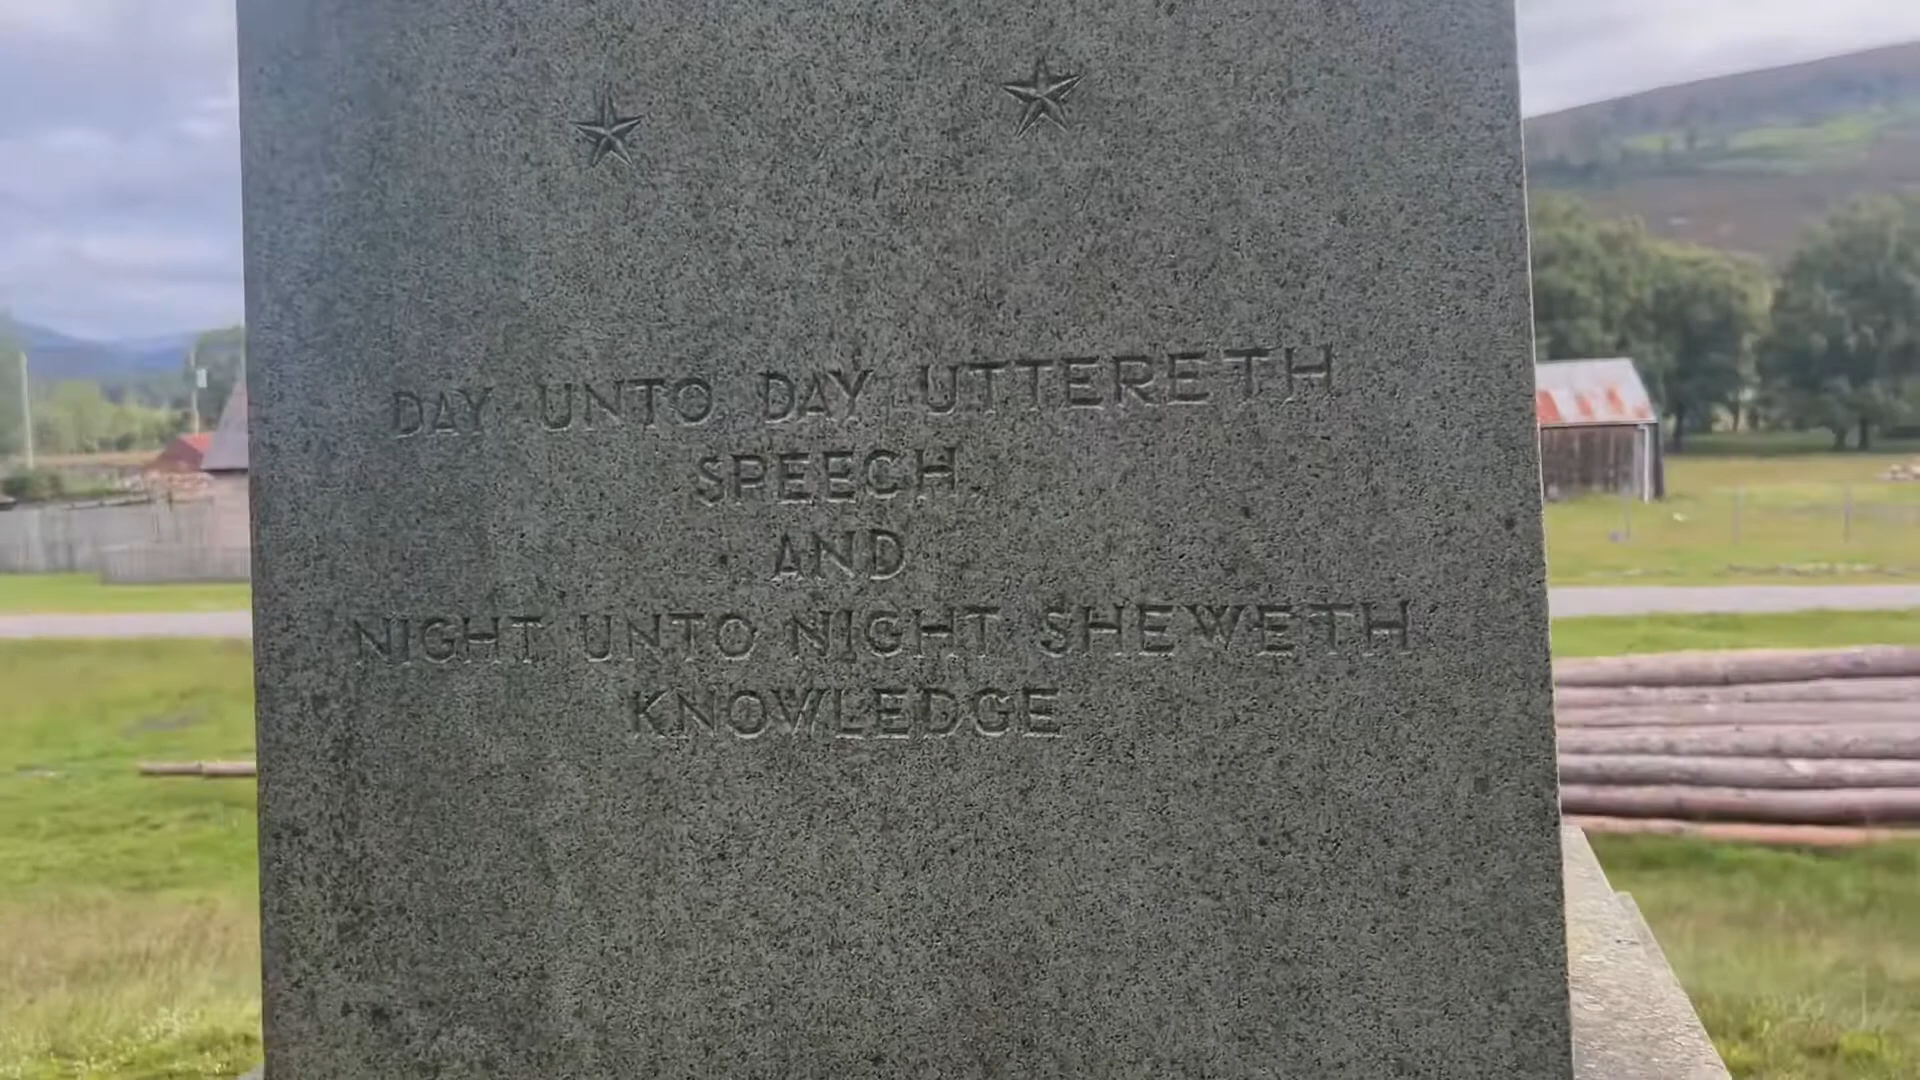 DAY UNTO DAY UTTERETH
SPEECH
AND
NIGHT UNTO NIGHT SHEWETH
KNOWLEDGE